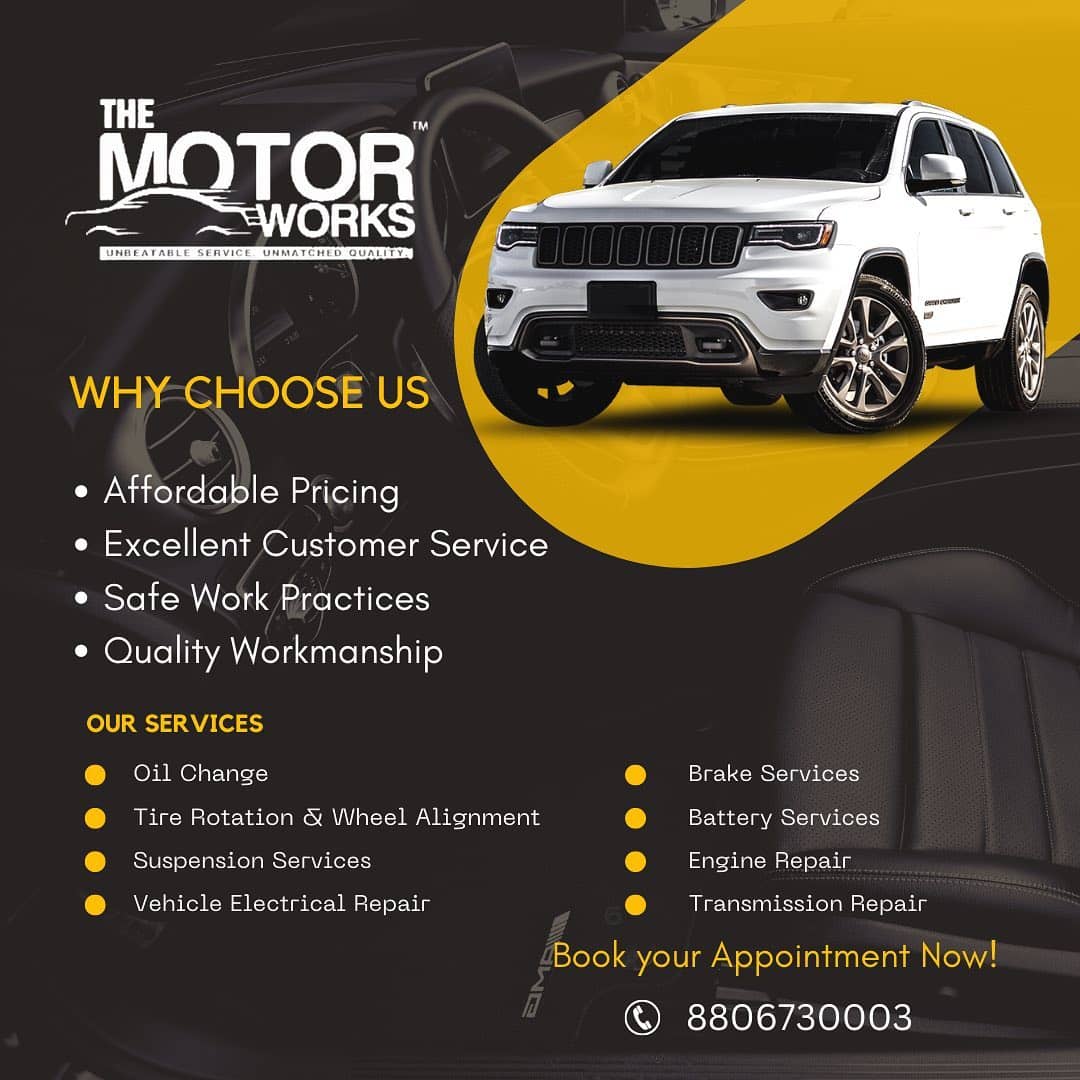 THE
MOTOR™
WORKS
UNBEATABLE SERVICE. UNMATCHED QUALITY.
WHY CHOOSE US
• Affordable Pricing
• Excellent Customer Service
• Safe Work Practices
• Quality Workmanship
OUR SERVICES
Oil Change
Tire Rotation & Wheel Alignment
Suspension Services
Vehicle Electrical Repair
Brake Services
Battery Services
Engine Repair
Transmission Repair
AMG
Book your Appointment Now!
8806730003